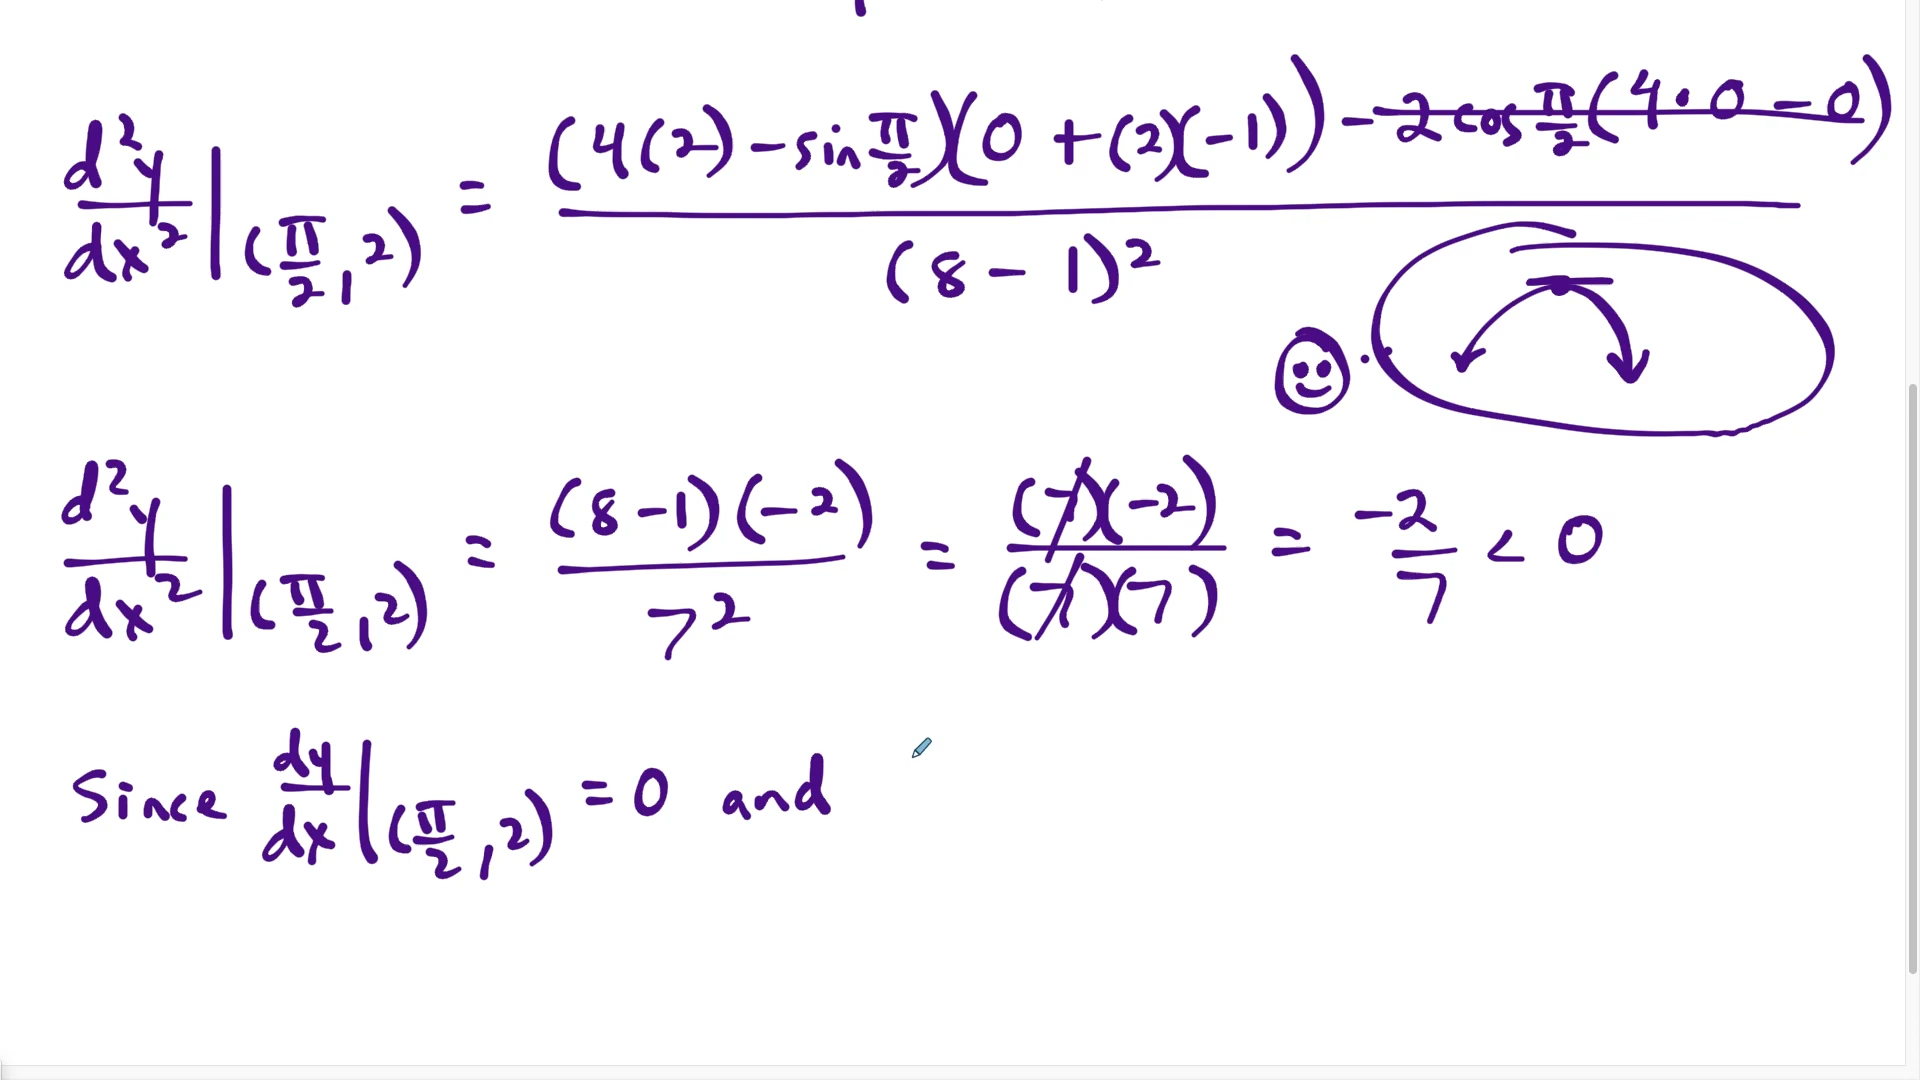 d²y/dx² |(π/2, 2) = (4(2) - sin π/2)(0 + (2)(-1)) - 2 cos π/2 (4 · 0 - 0) / (8 - 1)²
d²y/dx² |(π/2, 2) = (8 - 1)(-2) / 7² = (7)(-2) / (7)(7) = -2/7 < 0
Since dy/dx |(π/2, 2) = 0 and